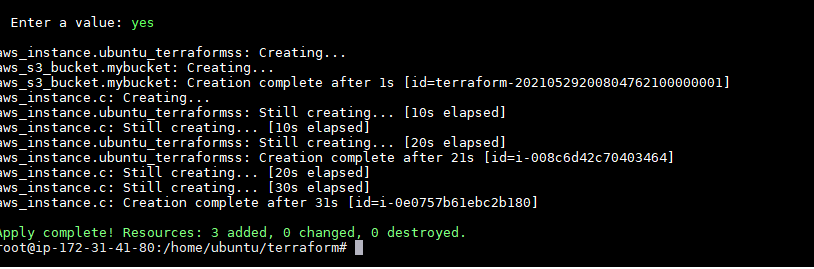 Enter a value: yes
aws_instance.ubuntu_terraformss: Creating...
aws_s3_bucket.mybucket: Creating...
aws_s3_bucket.mybucket: Creation complete after 1s [id=terraform-20210529200804762100000001]
aws_instance.c: Creating...
aws_instance.ubuntu_terraformss: Still creating... [10s elapsed]
aws_instance.c: Still creating... [10s elapsed]
aws_instance.ubuntu_terraformss: Still creating... [20s elapsed]
aws_instance.ubuntu_terraformss: Creation complete after 21s [id=i-008c6d42c70403464]
aws_instance.c: Still creating... [20s elapsed]
aws_instance.c: Still creating... [30s elapsed]
aws_instance.c: Creation complete after 31s [id=i-0e0757b61ebc2b180]
Apply complete! Resources: 3 added, 0 changed, 0 destroyed.
root@ip-172-31-41-80:/home/ubuntu/terraform#